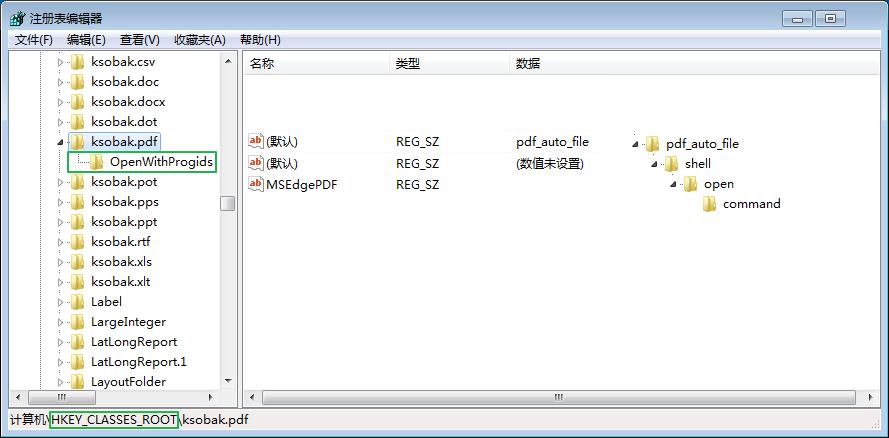 注册表编辑器
文件(F) 编辑(E) 查看(V) 收藏夹(A) 帮助(H)
名称 类型 数据
ksobak.csv
ksobak.doc
ksobak.docx
ksobak.dot
ksobak.pdf
OpenWithProgids
ksobak.pot
ksobak.pps
ksobak.ppt
ksobak.rtf
ksobak.xls
ksobak.xlt
Label
LargeInteger
LatLongReport
LatLongReport.1
LayoutFolder
ab (默认) REG_SZ pdf_auto_file
ab (默认) REG_SZ (数值未设置)
ab MSEdgePDF REG_SZ
pdf_auto_file
shell
open
command
计算机\HKEY_CLASSES_ROOT\ksobak.pdf